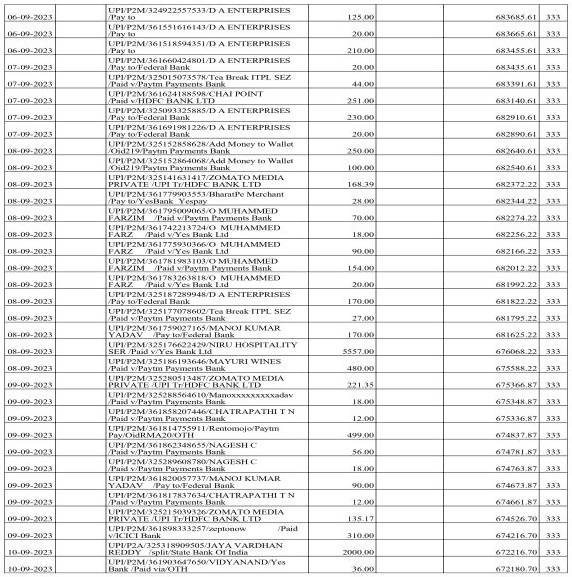 UPI/P2M/324922557533/D A ENTERPRISES
06-09-2023 /Pay to 125.00 683685.61 333
UPI/P2M/361551616143/D A ENTERPRISES
06-09-2023 /Pay to 20.00 683665.61 333
UPI/P2M/361518594351/D A ENTERPRISES
06-09-2023 /Pay to 210.00 683455.61 333
UPI/P2M/361660424801/D A ENTERPRISES
07-09-2023 /Pay to/Federal Bank 20.00 683435.61 333
UPI/P2M/325015073578/Tea Break ITPL SEZ
07-09-2023 /Paid v/Paytm Payments Bank 44.00 683391.61 333
UPI/P2M/361624188598/CHAI POINT
07-09-2023 /Paid v/HDFC BANK LTD 251.00 683140.61 333
UPI/P2M/325093325885/D A ENTERPRISES
07-09-2023 /Pay to/Federal Bank 230.00 682910.61 333
UPI/P2M/361691981226/D A ENTERPRISES
07-09-2023 /Pay to/Federal Bank 20.00 682890.61 333
UPI/P2M/325152858628/Add Money to Wallet
08-09-2023 /Oid219/Paytm Payments Bank 250.00 682640.61 333
UPI/P2M/325152864068/Add Money to Wallet
08-09-2023 /Oid219/Paytm Payments Bank 100.00 682540.61 333
UPI/P2M/325141631417/ZOMATO MEDIA
08-09-2023 PRIVATE /UPI Tr/HDFC BANK LTD 168.39 682372.22 333
UPI/P2M/361779903553/BharatPe Merchant
08-09-2023 /Pay to/YesBank_Yespay 28.00 682344.22 333
UPI/P2M/361795009065/O MUHAMMED
08-09-2023 FARZIM /Paid v/Paytm Payments Bank 70.00 682274.22 333
UPI/P2M/361742213724/O MUHAMMED
08-09-2023 FARZ /Paid v/Yes Bank Ltd 18.00 682256.22 333
UPI/P2M/361775930366/O MUHAMMED
08-09-2023 FARZ /Paid v/Yes Bank Ltd 90.00 682166.22 333
UPI/P2M/361781983103/O MUHAMMED
08-09-2023 FARZIM /Paid v/Paytm Payments Bank 154.00 682012.22 333
UPI/P2M/361783263818/O MUHAMMED
08-09-2023 FARZ /Paid v/Yes Bank Ltd 20.00 681992.22 333
UPI/P2M/325187289948/D A ENTERPRISES
08-09-2023 /Pay to/Federal Bank 170.00 681822.22 333
UPI/P2M/325177078602/Tea Break ITPL SEZ
08-09-2023 /Paid v/Paytm Payments Bank 27.00 681795.22 333
UPI/P2M/361759027165/MANOJ KUMAR
08-09-2023 YADAV /Pay to/Federal Bank 170.00 681625.22 333
UPI/P2M/325176622429/NIRU HOSPITALITY
08-09-2023 SER /Paid v/Yes Bank Ltd 5557.00 676068.22 333
UPI/P2M/325186193646/MAYURI WINES
08-09-2023 /Paid v/Paytm Payments Bank 480.00 675588.22 333
UPI/P2M/325280513487/ZOMATO MEDIA
09-09-2023 PRIVATE /UPI Tr/HDFC BANK LTD 221.35 675366.87 333
UPI/P2M/325288564610/Manoxxxxxxxxxadav
09-09-2023 /Paid v/Paytm Payments Bank 18.00 675348.87 333
UPI/P2M/361858207446/CHATRAPATHI T N
09-09-2023 /Paid v/Paytm Payments Bank 12.00 675336.87 333
UPI/P2M/361814755911/Rentomojo/Paytm
09-09-2023 Pay/OidRMA20/OTH 499.00 674837.87 333
UPI/P2M/361862348655/NAGESH C
09-09-2023 /Paid v/Paytm Payments Bank 56.00 674781.87 333
UPI/P2M/325289608780/NAGESH C
09-09-2023 /Paid v/Paytm Payments Bank 18.00 674763.87 333
UPI/P2M/361820057737/MANOJ KUMAR
09-09-2023 YADAV /Pay to/Federal Bank 90.00 674673.87 333
UPI/P2M/361817837634/CHATRAPATHI T N
09-09-2023 /Paid v/Paytm Payments Bank 12.00 674661.87 333
UPI/P2M/325215039326/ZOMATO MEDIA
09-09-2023 PRIVATE /UPI Tr/HDFC BANK LTD 135.17 674526.70 333
UPI/P2M/361898333257/zeptonow /Paid
09-09-2023 v/ICICI Bank 310.00 674216.70 333
UPI/P2A/325318909505/JAYA VARDHAN
10-09-2023 REDDY /split/State Bank Of India 2000.00 672216.70 333
UPI/P2M/361903647650/VIDYANAND/Yes
10-09-2023 Bank /Paid via/OTH 36.00 672180.70 333